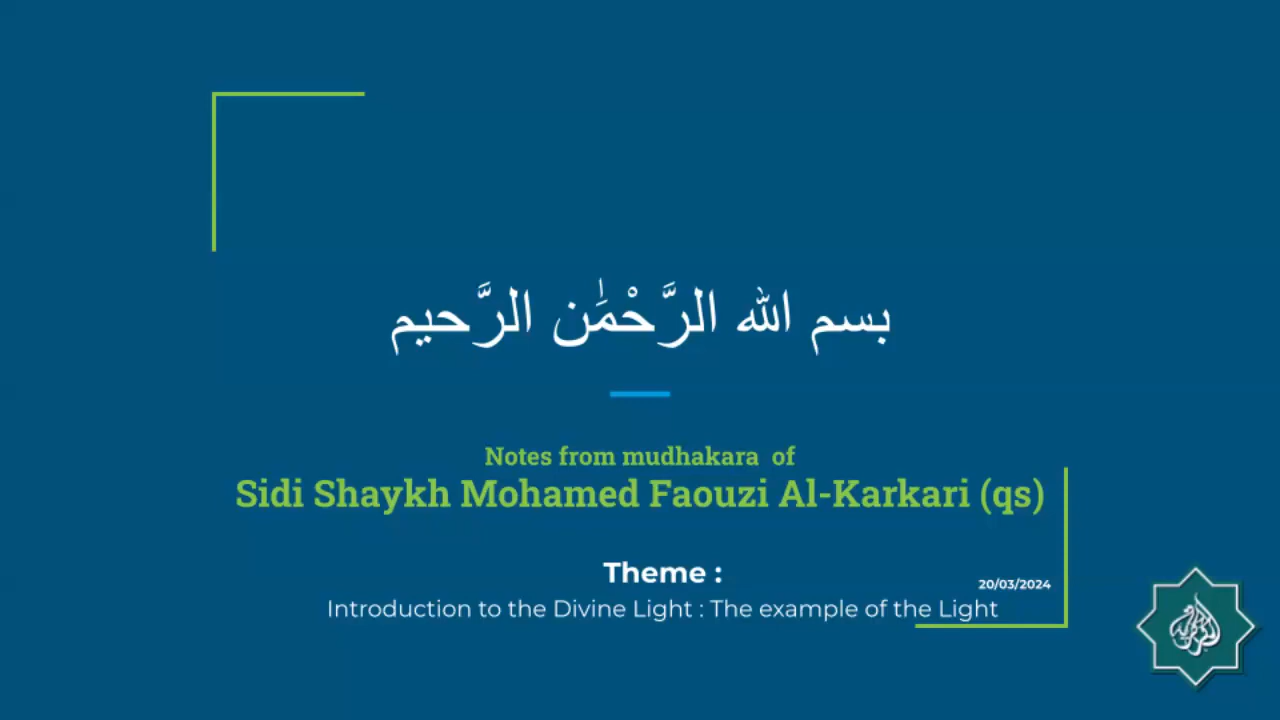 بسم الله الرَّحْمَٰن الرَّحيم
Notes from mudhakara of
Sidi Shaykh Mohamed Faouzi Al-Karkari (qs)
Theme :
20/03/2024
Introduction to the Divine Light : The example of the Light